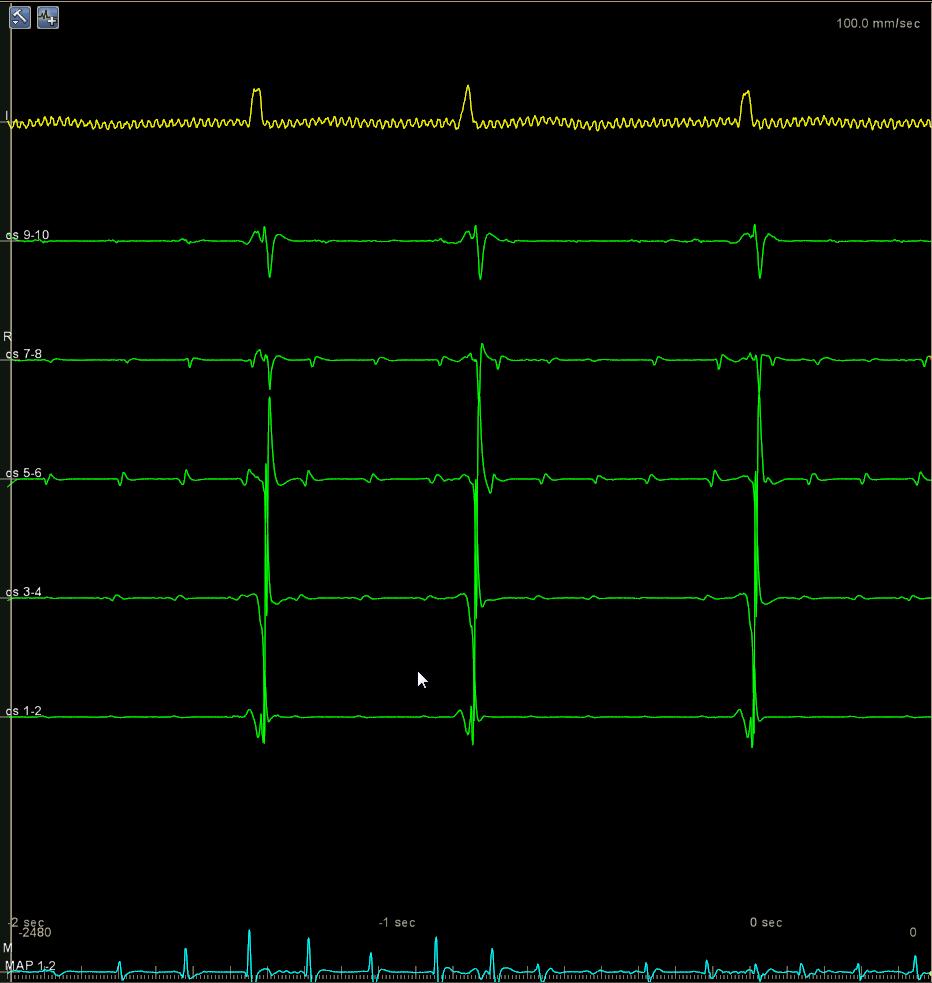 100.0 mm/sec
I
cs 9-10
R
cs 7-8
cs 5-6
cs 3-4
cs 1-2
-2 sec
-1 sec
0 sec
-2480
0
M
MAP 1-2